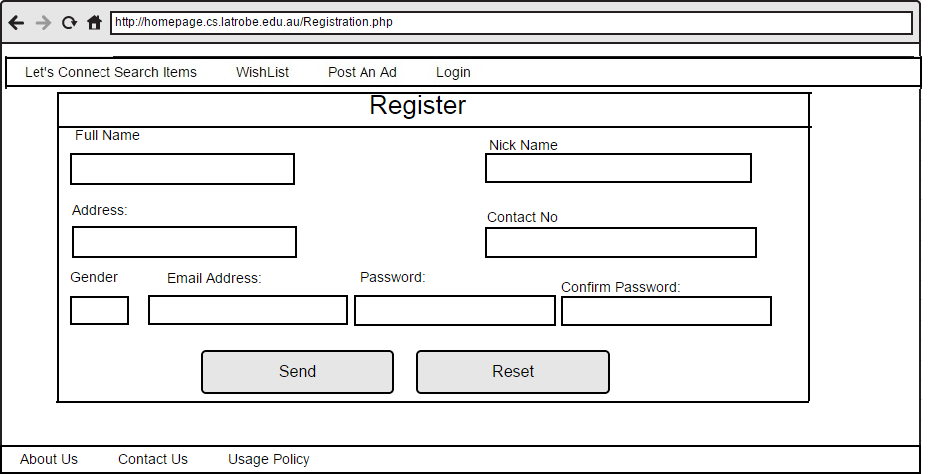 http://homepage.cs.latrobe.edu.au/Registration.php
Let's Connect Search Items WishList Post An Ad Login
Register
Full Name
Nick Name
Address:
Contact No
Gender Email Address: Password:
Confirm Password:
Send Reset
About Us Contact Us Usage Policy